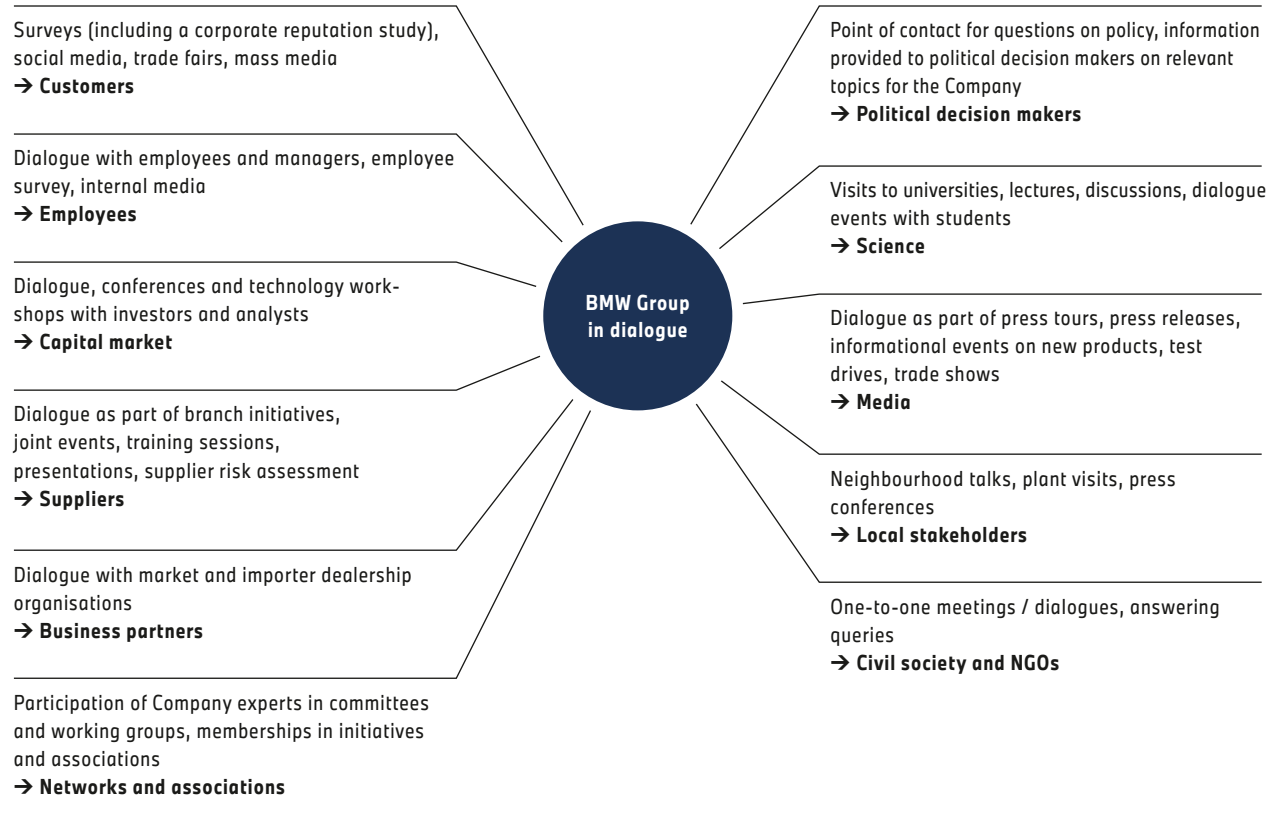 Surveys (including a corporate reputation study),
social media, trade fairs, mass media
→ Customers
Dialogue with employees and managers, employee
survey, internal media
→ Employees
Dialogue, conferences and technology work-
shops with investors and analysts
→ Capital market
Dialogue as part of branch initiatives,
joint events, training sessions,
presentations, supplier risk assessment
→ Suppliers
Dialogue with market and importer dealership
organisations
→ Business partners
Participation of Company experts in committees
and working groups, memberships in initiatives
and associations
→ Networks and associations
BMW Group
in dialogue
Point of contact for questions on policy, information
provided to political decision makers on relevant
topics for the Company
→ Political decision makers
Visits to universities, lectures, discussions, dialogue
events with students
→ Science
Dialogue as part of press tours, press releases,
informational events on new products, test
drives, trade shows
→ Media
Neighbourhood talks, plant visits, press
conferences
→ Local stakeholders
One-to-one meetings / dialogues, answering
queries
→ Civil society and NGOs